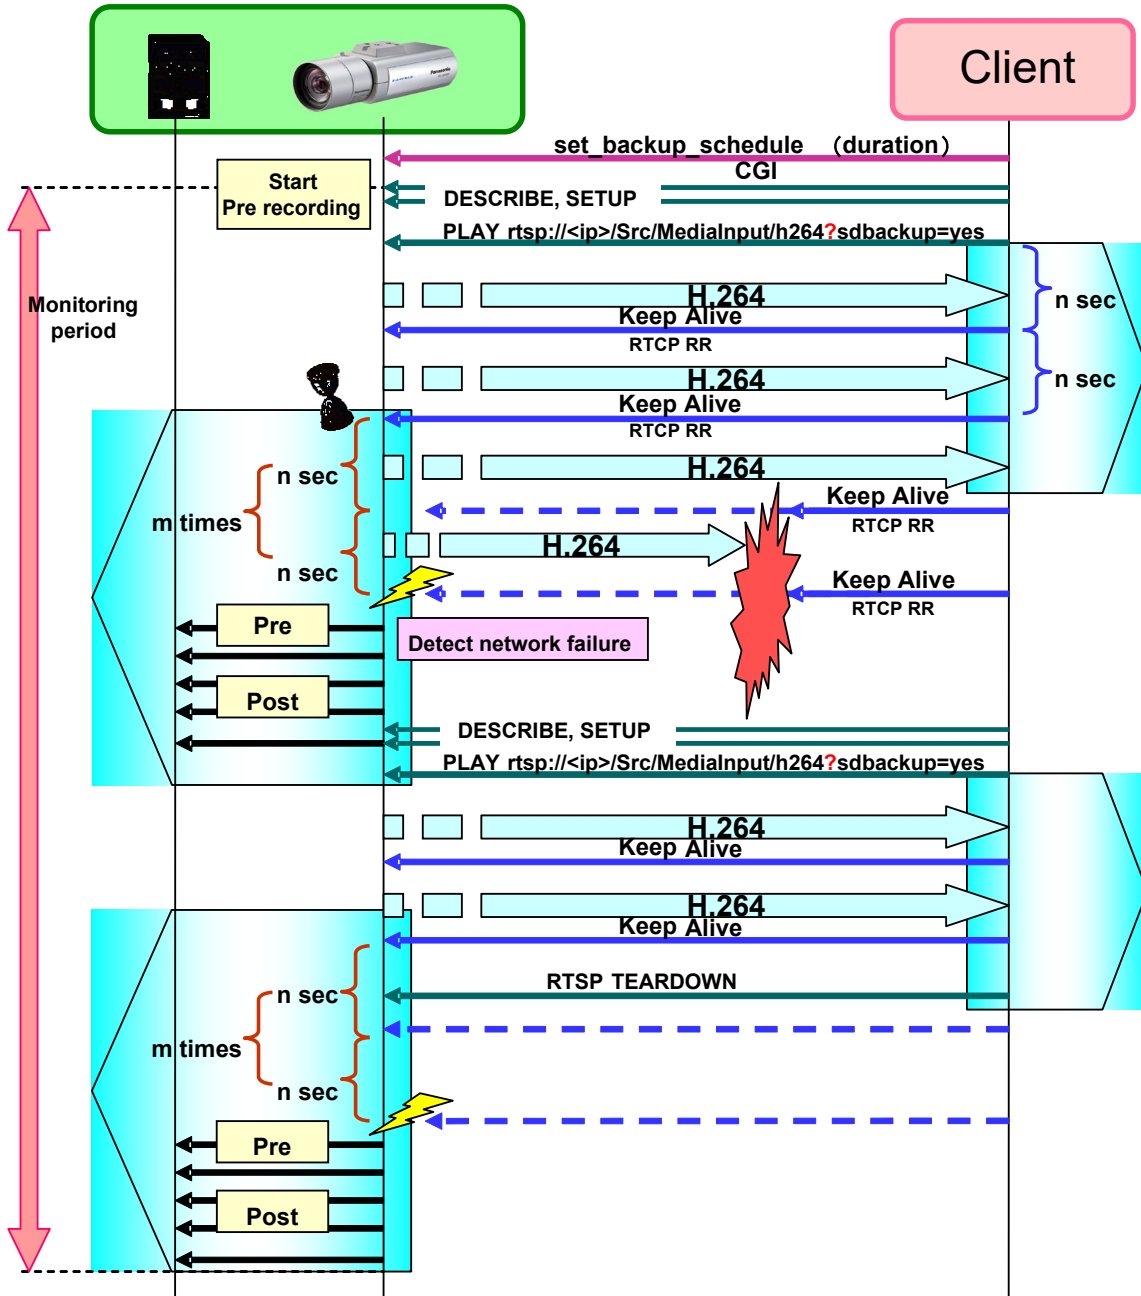 Client
Panasonic
set_backup_schedule （duration）
CGI
Start
Pre recording
DESCRIBE, SETUP
PLAY rtsp://<ip>/Src/MediaInput/h264?sdbackup=yes
H.264
n sec
Monitoring
period
Keep Alive
RTCP RR
H.264
n sec
Keep Alive
RTCP RR
H.264
n sec
Keep Alive
RTCP RR
m times
H.264
n sec
Keep Alive
RTCP RR
Pre
Detect network failure
Post
DESCRIBE, SETUP
PLAY rtsp://<ip>/Src/MediaInput/h264?sdbackup=yes
H.264
Keep Alive
H.264
Keep Alive
RTSP TEARDOWN
n sec
m times
n sec
Pre
Post